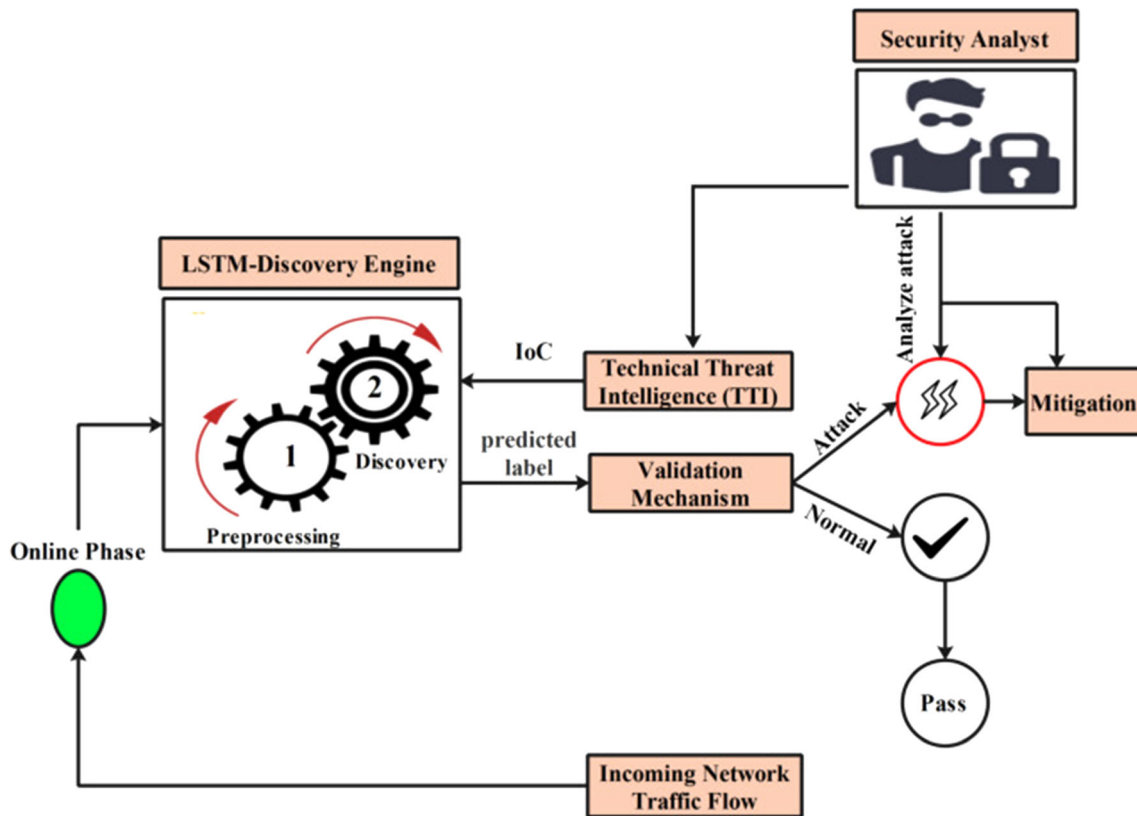 Security Analyst
Analyze attack
LSTM-Discovery Engine
1
2
Preprocessing
Discovery
IoC
Technical Threat
Intelligence (TTI)
predicted
label
Validation
Mechanism
Attack
Normal
Mitigation
Online Phase
Pass
Incoming Network
Traffic Flow